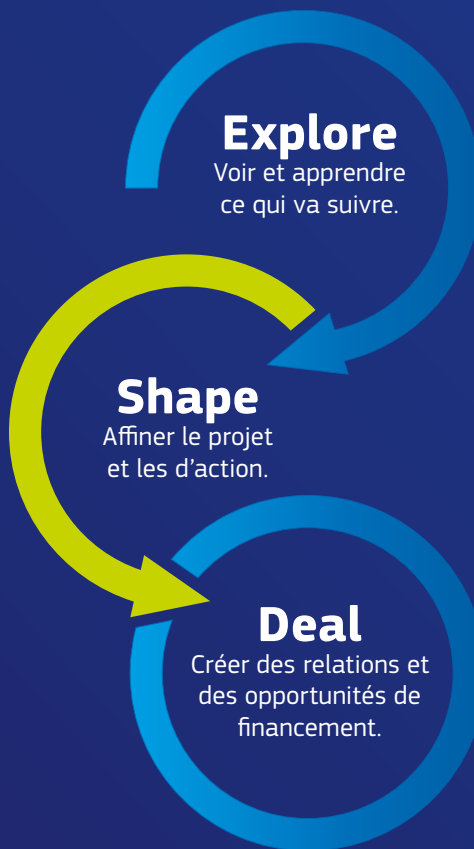 Explore
Voir et apprendre
ce qui va suivre.
Shape
Affiner le projet
et les d’action.
Deal
Créer des relations et
des opportunités de
financement.